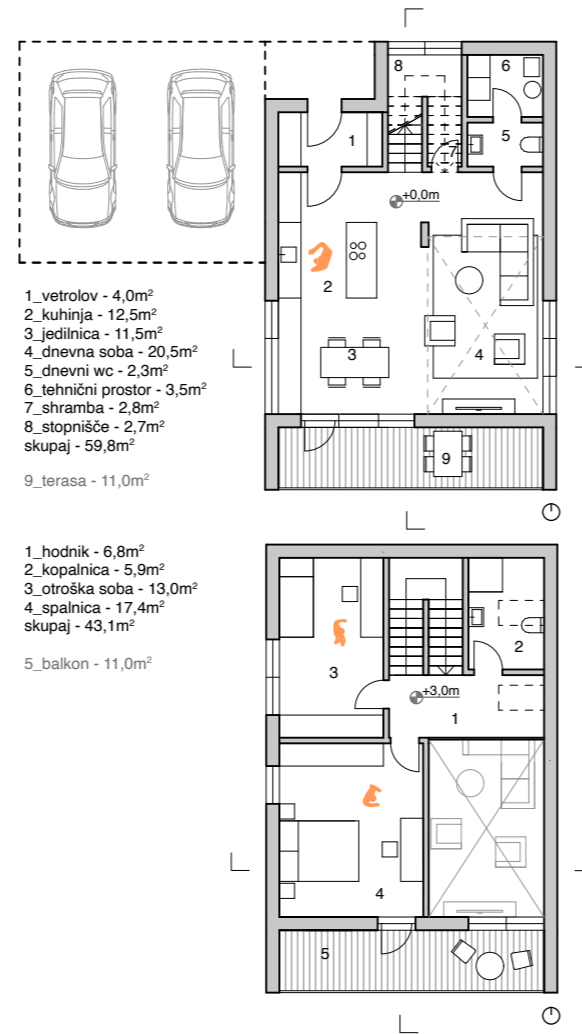 8
6
1
7
5
+0,0m
2
3
4
9
1_vetrolov - 4,0m²
2_kuhinja - 12,5m²
3_jedilnica - 11,5m²
4_dnevna soba - 20,5m²
5_dnevni wc - 2,3m²
6_tehnični prostor - 3,5m²
7_shramba - 2,8m²
8_stopnišče - 2,7m²
skupaj - 59,8m²
9_terasa - 11,0m²
1_hodnik - 6,8m²
2_kopalnica - 5,9m²
3_otroška soba - 13,0m²
4_spalnica - 17,4m²
skupaj - 43,1m²
5_balkon - 11,0m²
2
3
+3,0m
1
4
5